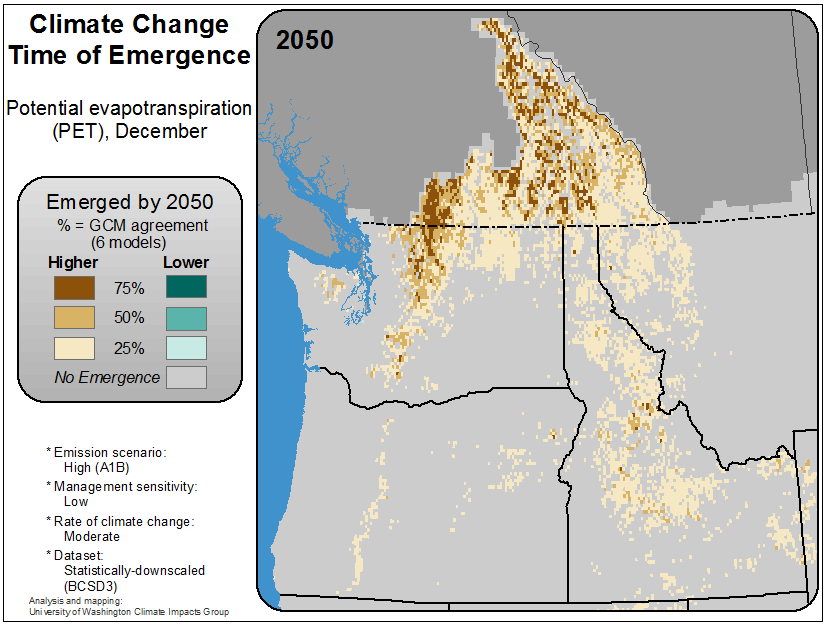 Climate Change
Time of Emergence
Potential evapotranspiration
(PET), December
Emerged by 2050
% = GCM agreement
(6 models)
Higher Lower
75%
50%
25%
No Emergence
* Emission scenario:
High (A1B)
* Management sensitivity:
Low
* Rate of climate change:
Moderate
* Dataset:
Statistically-downscaled
(BCSD3)
Analysis and mapping:
University of Washington Climate Impacts Group
2050